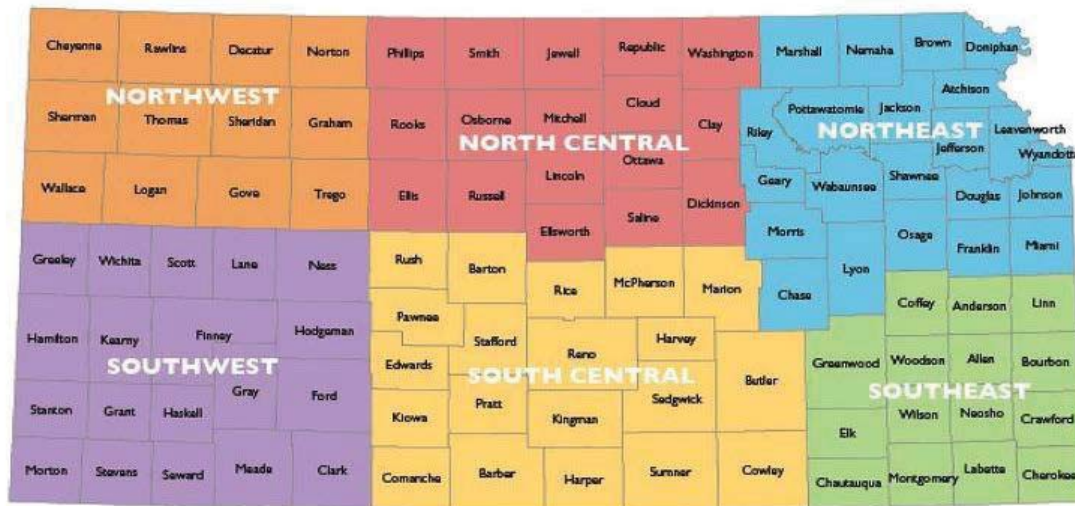 Cheyenne Rawlins Decatur Norton Phillips Smith Jewell Republic Washington Marshall Nemaha Brown Doniphan
Atchison
NORTHWEST
Sherman Thomas Sheridan Graham Rooks Osborne Mitchell Cloud Clay Riley Pottawatomie Jackson
NORTH CENTRAL
NORTHEAST
Leavenworth
Jefferson
Wyandott
Ottawa
Wallace Logan Gove Trego Ellis Russell Lincoln Saline Dickinson Geary Wabaunsee Shawnee Douglas Johnson
Ellsworth Morris Osage Franklin Miami
Greeley Wichita Scott Lane Ness Rush Barton Rice McPherson Marion Chase Lyon
Coffey Anderson Linn
Hamilton Kearny Finney Hodgeman Pawnee Stafford Reno Harvey
SOUTHWEST
Edwards
SOUTH CENTRAL
Butler Greenwood Woodson Allen Bourbon
SOUTHEAST
Stanton Grant Haskell Gray Ford Kiowa Pratt Kingman Sedgwick Elk Wilson Neosho Crawford
Morton Stevens Seward Meade Clark Comanche Barber Harper Sumner Cowley Chautauqua Montgomery Labette Cherokee